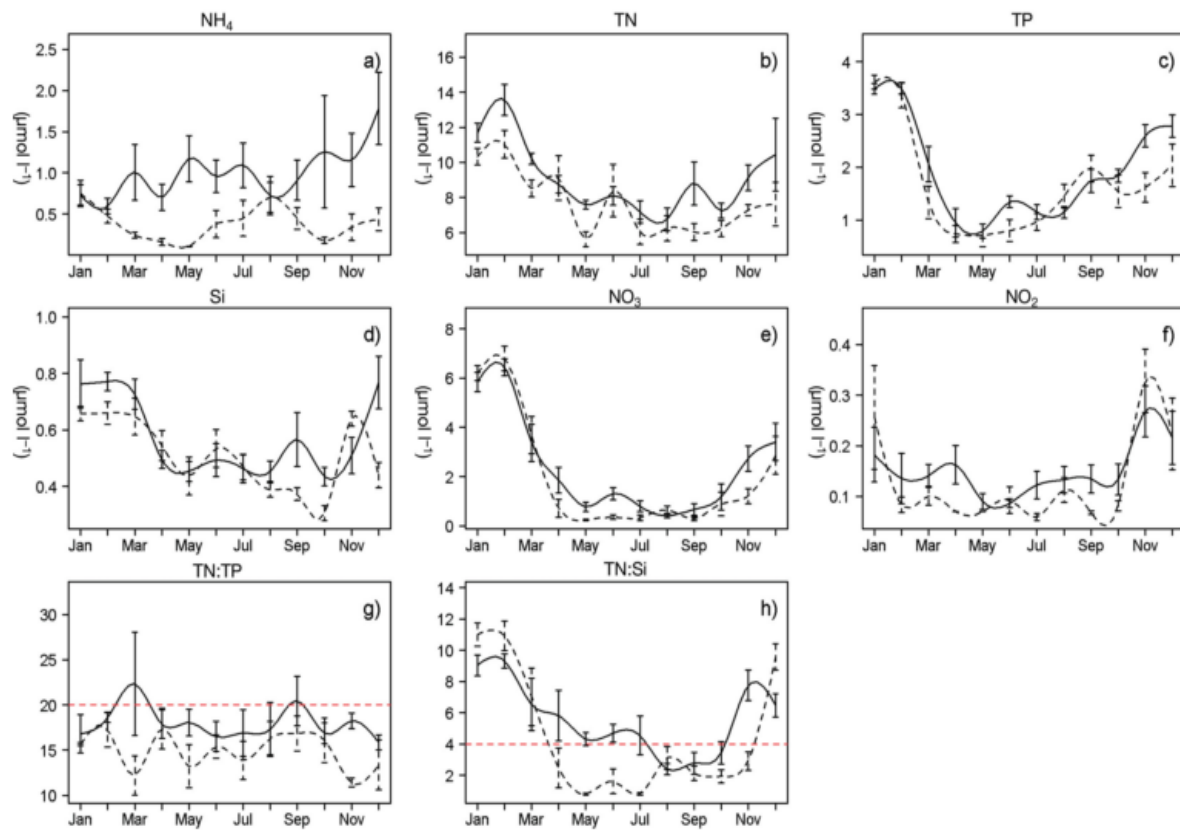 NH₄ TN TP
a) b) c)
2.5 16 4
2.0 14
1.5 12 3
1.0 10 2
0.5 8 1
6
(µmol l⁻¹) (µmol l⁻¹) (µmol l⁻¹)
Jan Mar May Jul Sep Nov Jan Mar May Jul Sep Nov Jan Mar May Jul Sep Nov
Si NO₃ NO₂
d) e) f)
1.0 8 0.4
0.8 6 0.3
0.6 4 0.2
0.4 2 0.1
0
(µmol l⁻¹) (µmol l⁻¹) (µmol l⁻¹)
Jan Mar May Jul Sep Nov Jan Mar May Jul Sep Nov Jan Mar May Jul Sep Nov
TN:TP TN:Si
g) h)
30 14
25 12
20 10
15 8
10 6
4
2
Jan Mar May Jul Sep Nov Jan Mar May Jul Sep Nov